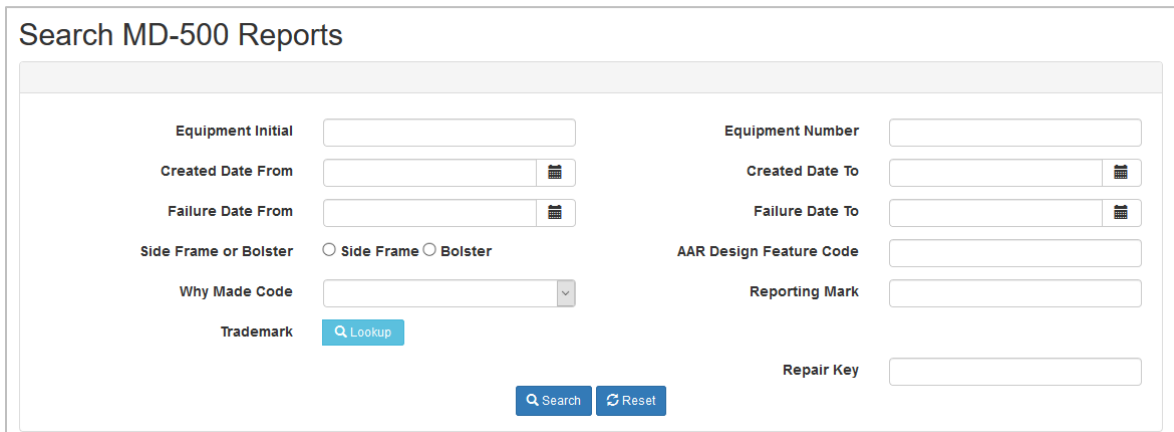 Search MD-500 Reports
Equipment Initial Equipment Number
Created Date From Created Date To
Failure Date From Failure Date To
Side Frame or Bolster Side Frame Bolster AAR Design Feature Code
Why Made Code Reporting Mark
Trademark Lookup
Repair Key
Search Reset